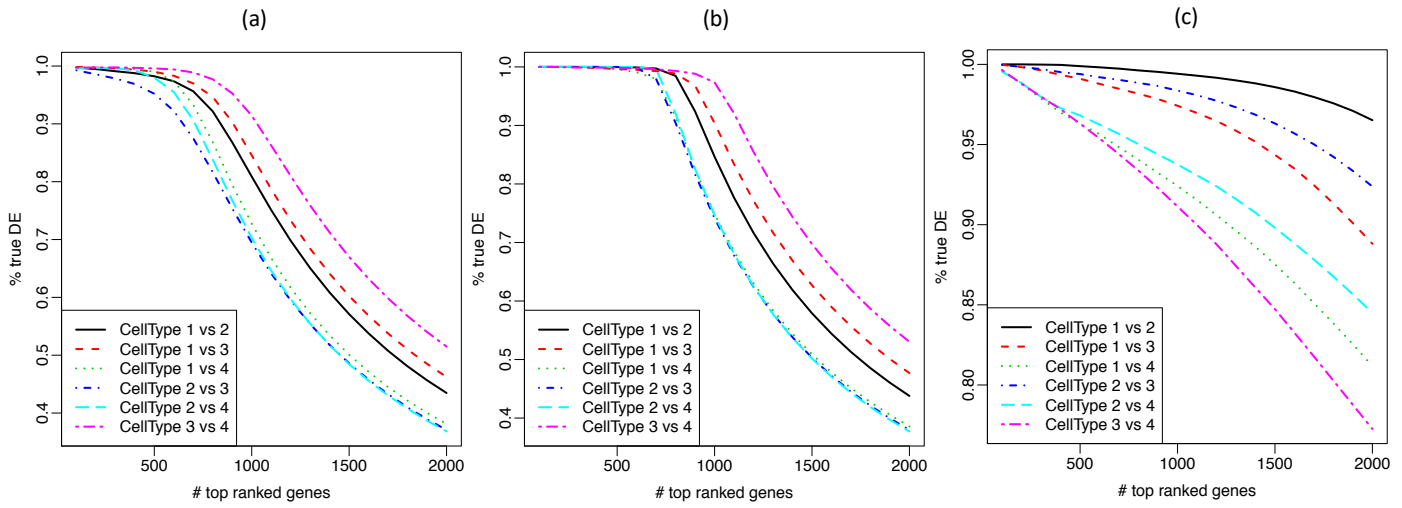 (a)
% true DE
1.0
0.9
0.8
0.7
0.6
0.5
0.4
CellType 1 vs 2
CellType 1 vs 3
CellType 1 vs 4
CellType 2 vs 3
CellType 2 vs 4
CellType 3 vs 4
500 1000 1500 2000
# top ranked genes
(b)
% true DE
1.0
0.9
0.8
0.7
0.6
0.5
0.4
CellType 1 vs 2
CellType 1 vs 3
CellType 1 vs 4
CellType 2 vs 3
CellType 2 vs 4
CellType 3 vs 4
500 1000 1500 2000
# top ranked genes
(c)
% true DE
1.00
0.95
0.90
0.85
0.80
CellType 1 vs 2
CellType 1 vs 3
CellType 1 vs 4
CellType 2 vs 3
CellType 2 vs 4
CellType 3 vs 4
500 1000 1500 2000
# top ranked genes